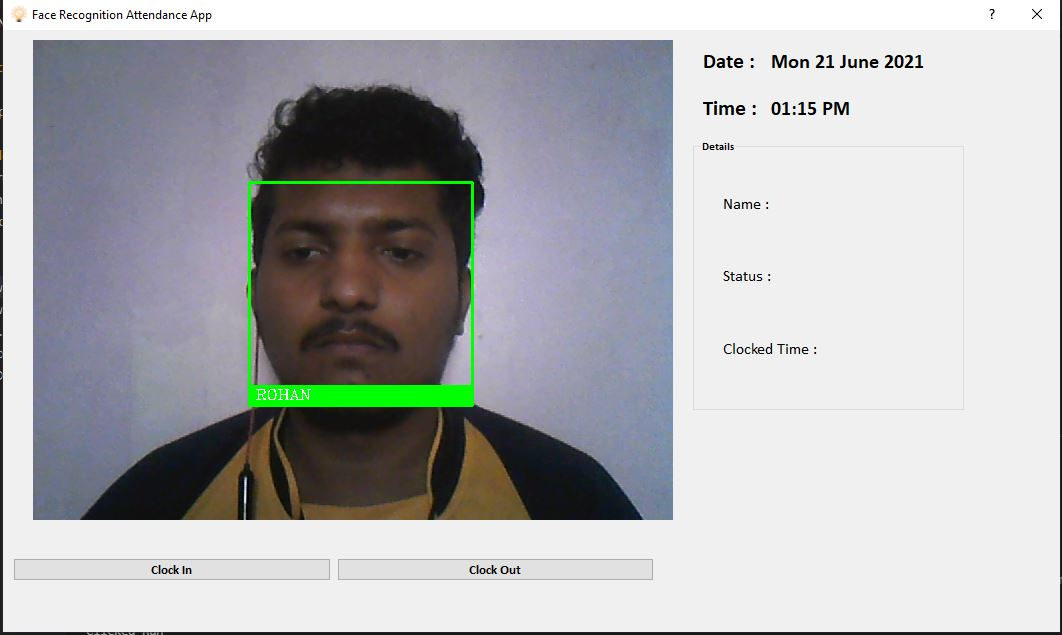 Face Recognition Attendance App
?
Date : Mon 21 June 2021
Time : 01:15 PM
Details
Name :
Status :
Clocked Time :
ROHAN
Clock In
Clock Out